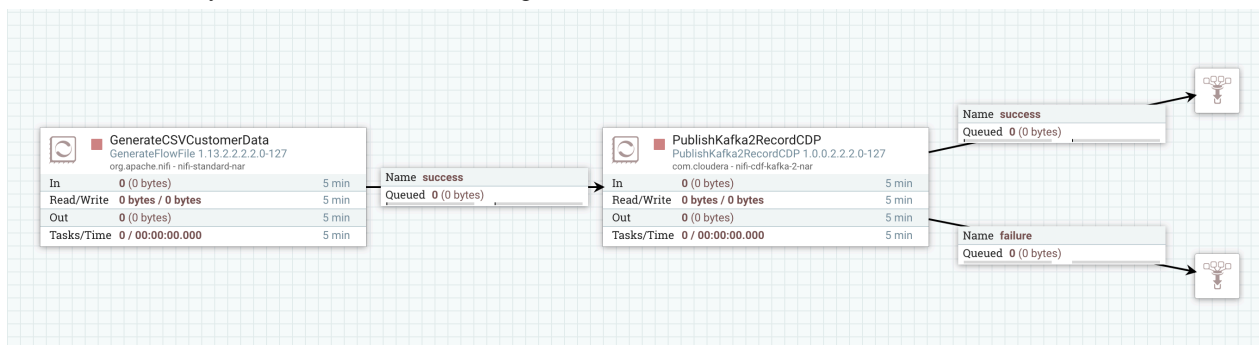 GenerateCSVCustomerData
GenerateFlowFile 1.13.2.2.2.2.0-127
org.apache.nifi - nifi-standard-nar
In 0 (0 bytes) 5 min
Read/Write 0 bytes / 0 bytes 5 min
Out 0 (0 bytes) 5 min
Tasks/Time 0 / 00:00:00.000 5 min
Name success
Queued 0 (0 bytes)
PublishKafka2RecordCDP
PublishKafka2RecordCDP 1.0.0.2.2.2.0-127
com.cloudera - nifi-cdf-kafka-2-nar
In 0 (0 bytes) 5 min
Read/Write 0 bytes / 0 bytes 5 min
Out 0 (0 bytes) 5 min
Tasks/Time 0 / 00:00:00.000 5 min
Name success
Queued 0 (0 bytes)
Name failure
Queued 0 (0 bytes)